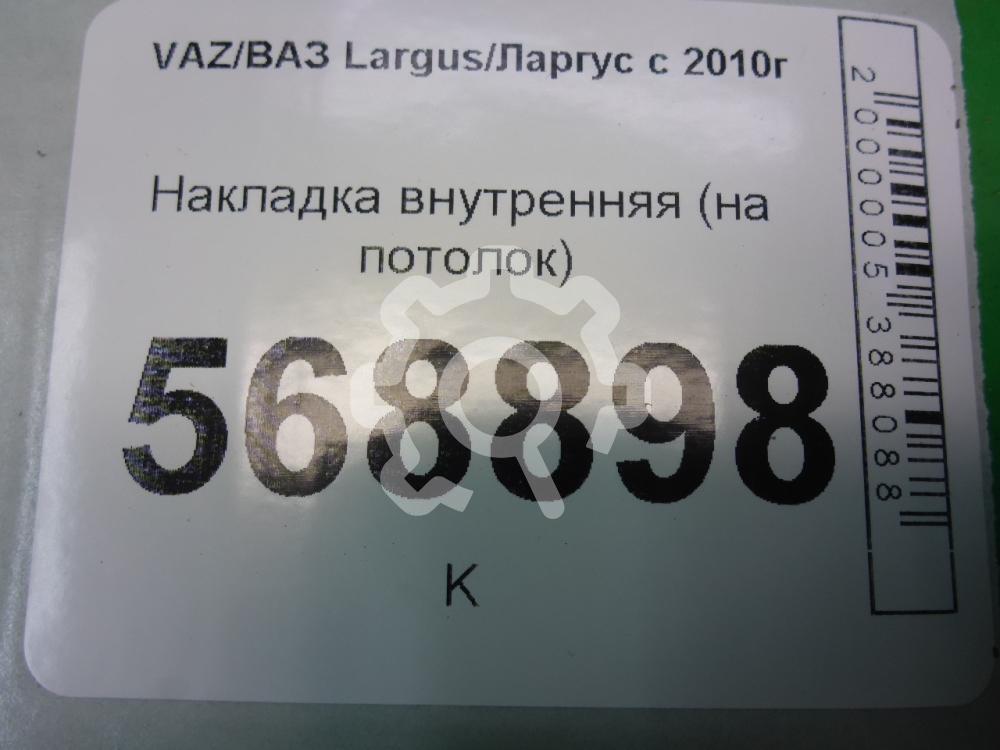 VAZ/ВАЗ Largus/Ларгус с 2010г
Накладка внутренняя (на
потолок)
568898
К
2000005388088